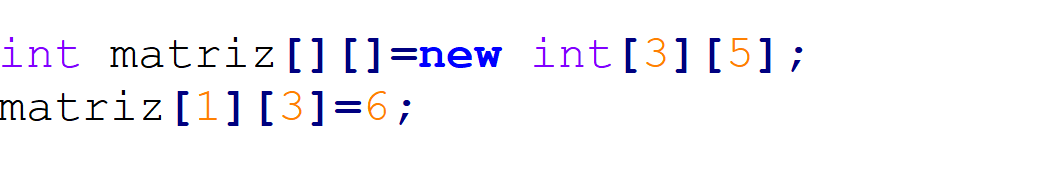 int matriz[][]=new int[3][5];
matriz[1][3]=6;